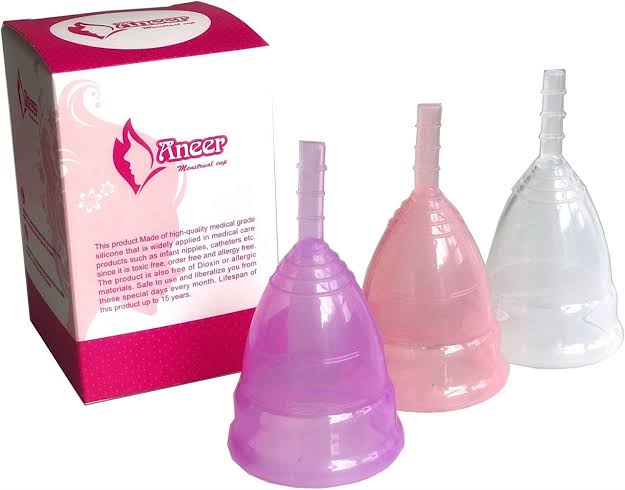 Aneer
Menstrual cup
Aneer
Menstrual cup
This product Made of high-quality medical grade
silicone that is widely applied in medical care
products such as infant nipples, catheters etc.
since it is toxic free, order free and allergy free.
The product is also free of Dioxin or allergic
materials. Safe to use and liberalize you from
those special days every month. Lifespan of
this product up to 15 years.